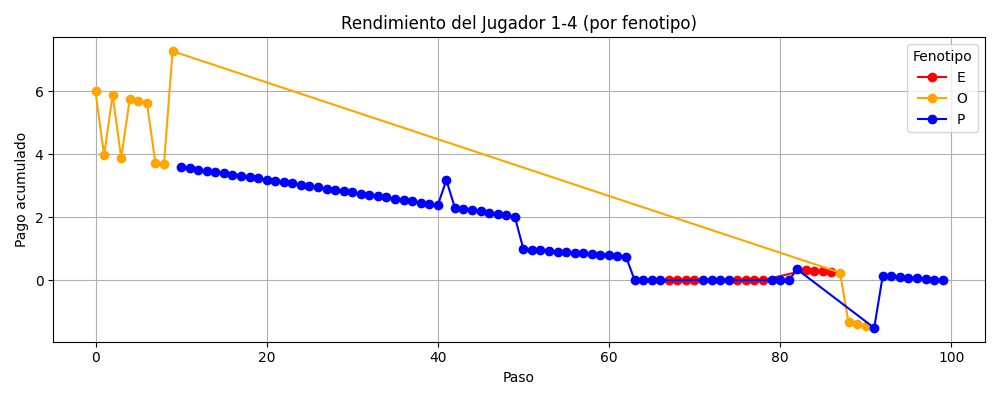 Rendimiento del Jugador 1-4 (por fenotipo)
Pago acumulado
6
4
2
0
0
20
40
60
80
100
Paso
Fenotipo
E
O
P